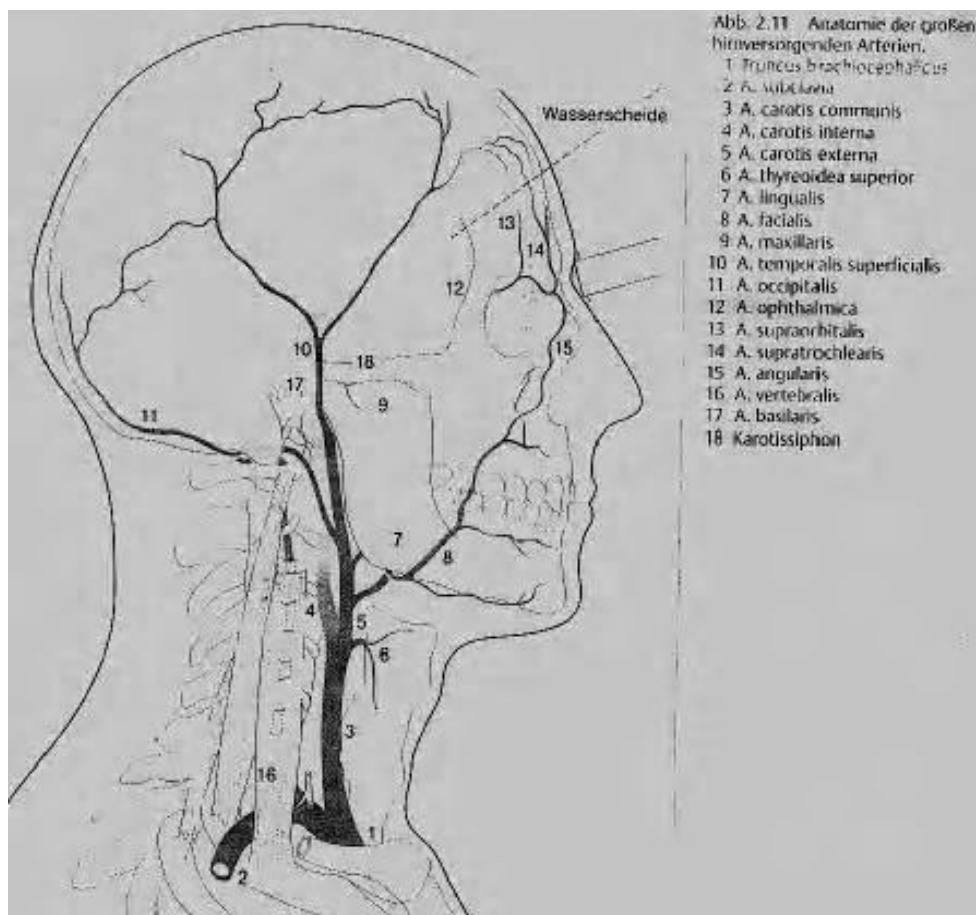 Abb. 2.11 Anatomie der großen
hirnversorgenden Arterien.
1 Truncus brachiocephalicus
2 A. subclavia
3 A. carotis communis
4 A. carotis interna
5 A. carotis externa
6 A. thyreoidea superior
7 A. lingualis
8 A. facialis
9 A. maxillaris
10 A. temporalis superficialis
11 A. occipitalis
12 A. ophthalmica
13 A. supraorbitalis
14 A. supratrochlearis
15 A. angularis
16 A. vertebralis
17 A. basilaris
18 Karotissiphon
Wasserscheide
13
14
12
10
18
15
17
9
11
7
8
4
5
6
3
16
1
2